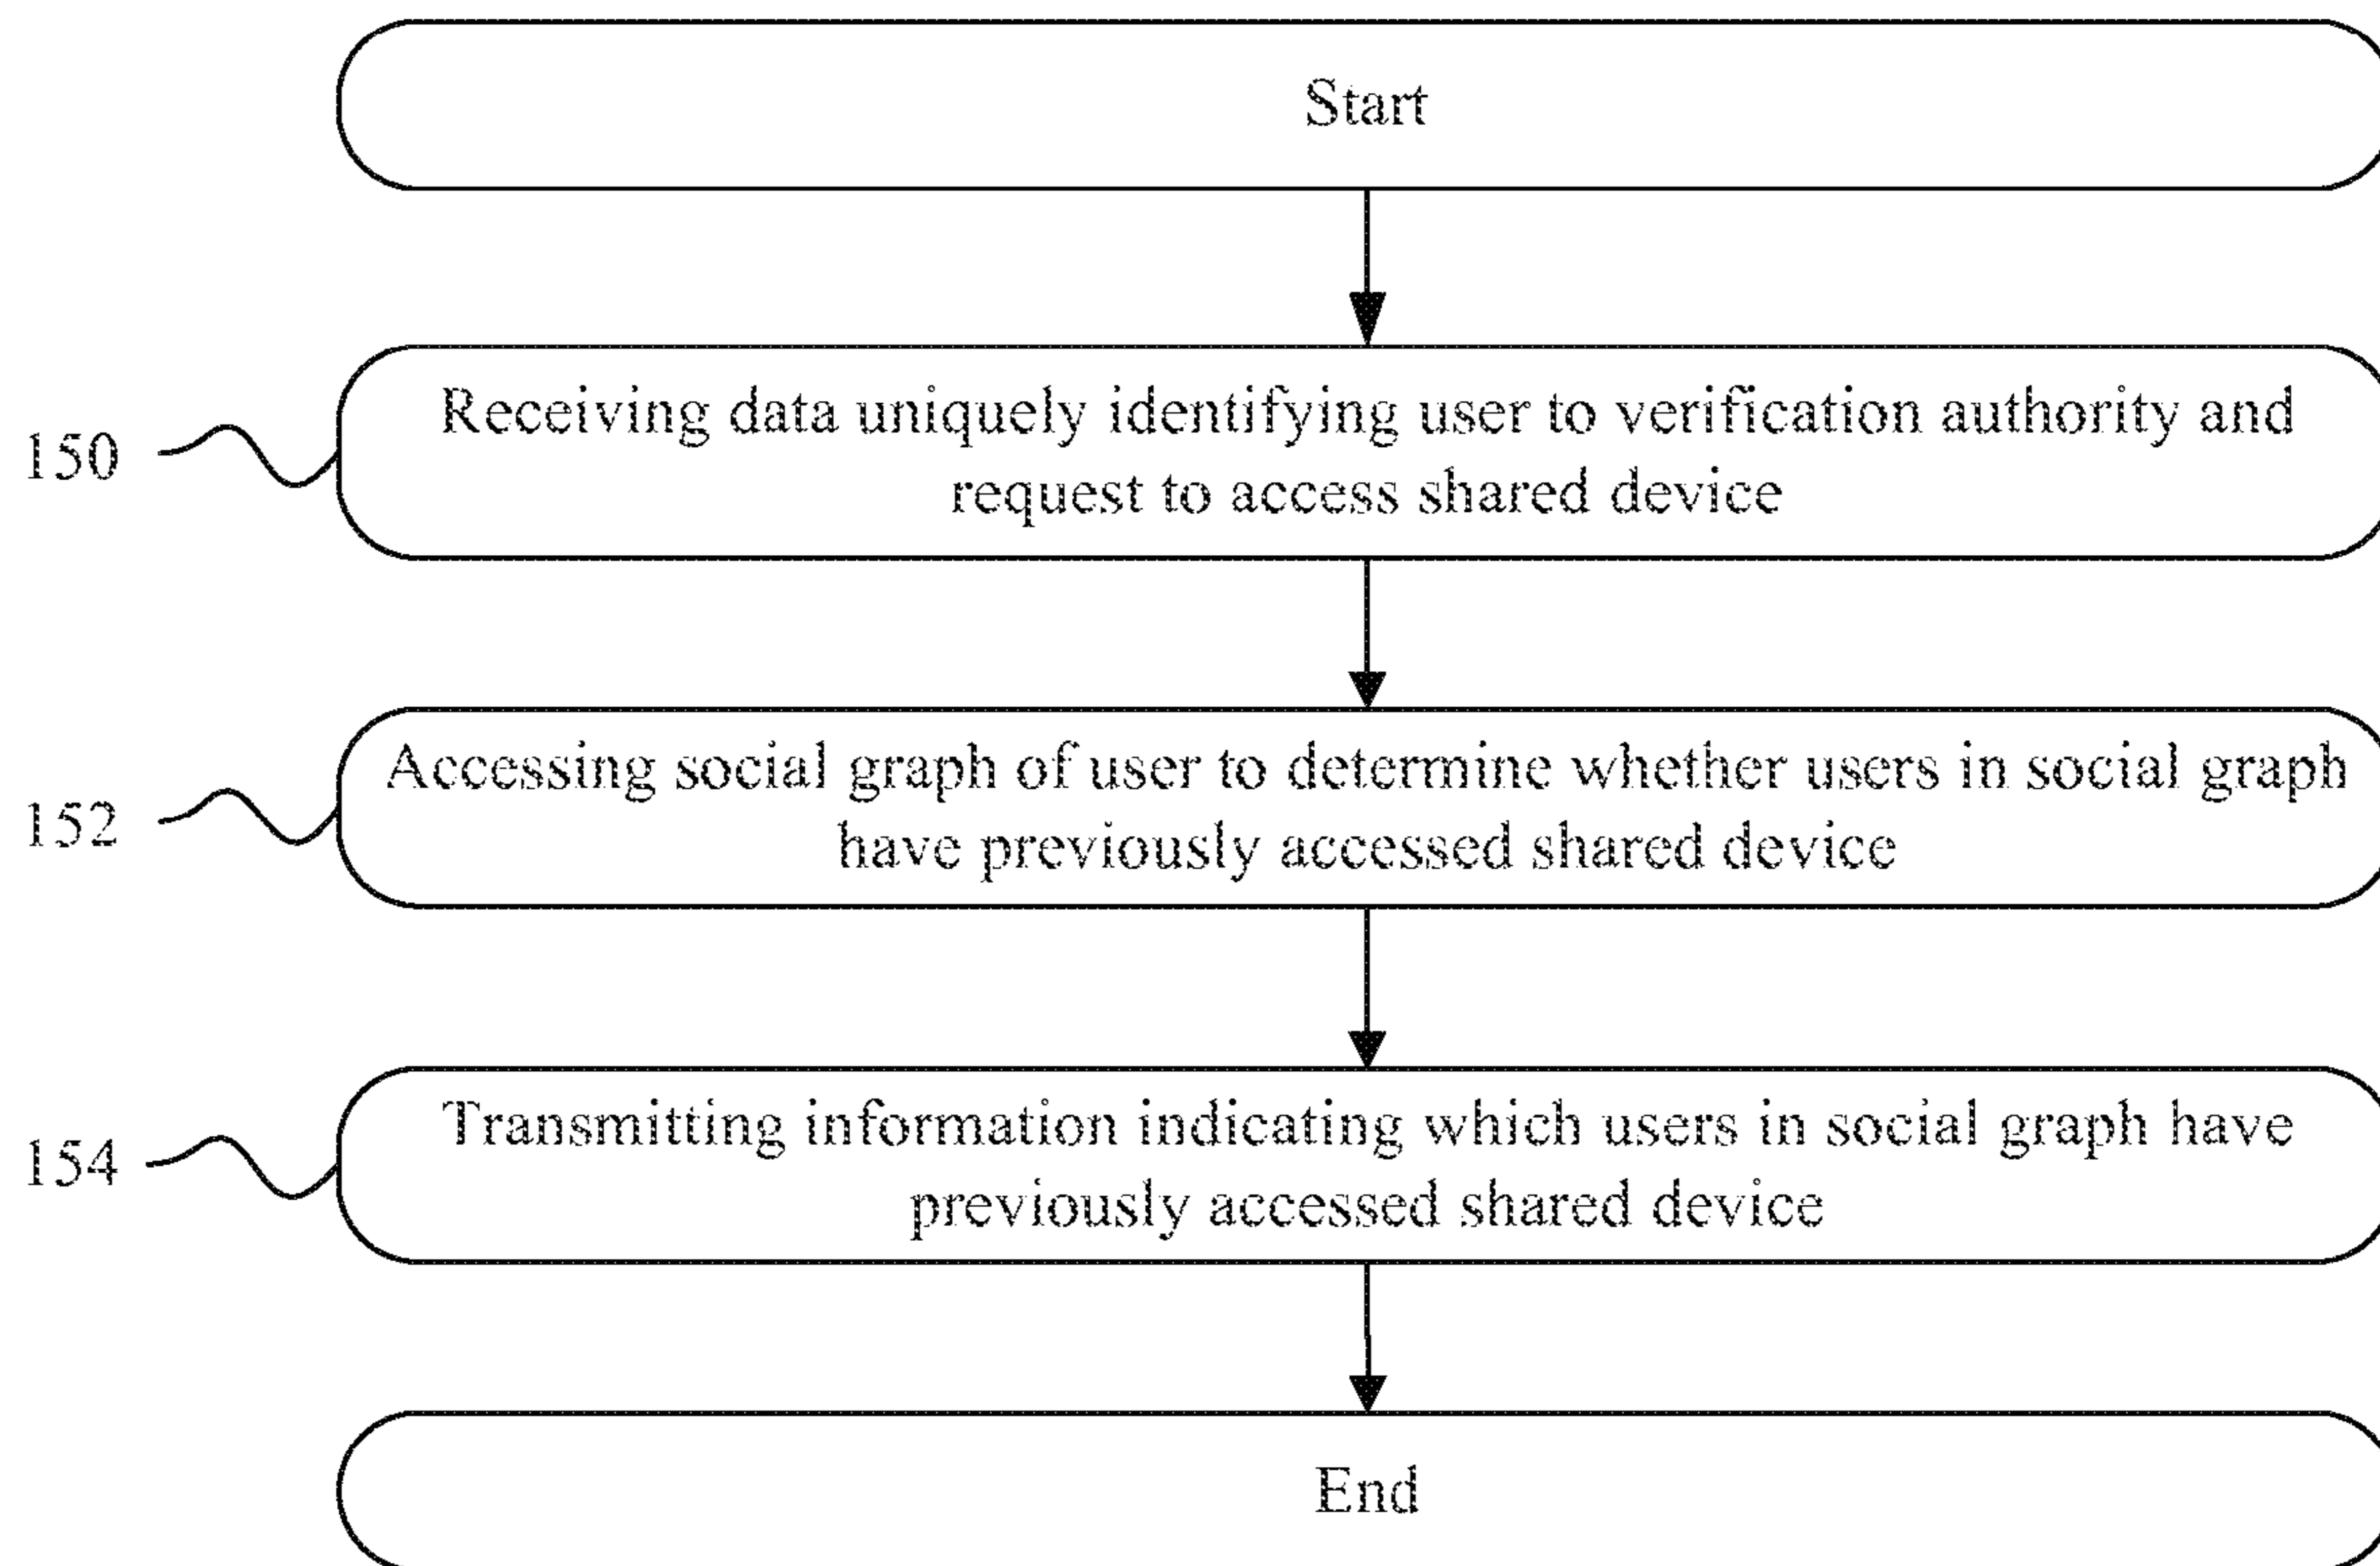 Start
150
Receiving data uniquely identifying user to verification authority and
request to access shared device
152
Accessing social graph of user to determine whether users in social graph
have previously accessed shared device
154
Transmitting information indicating which users in social graph have
previously accessed shared device
End